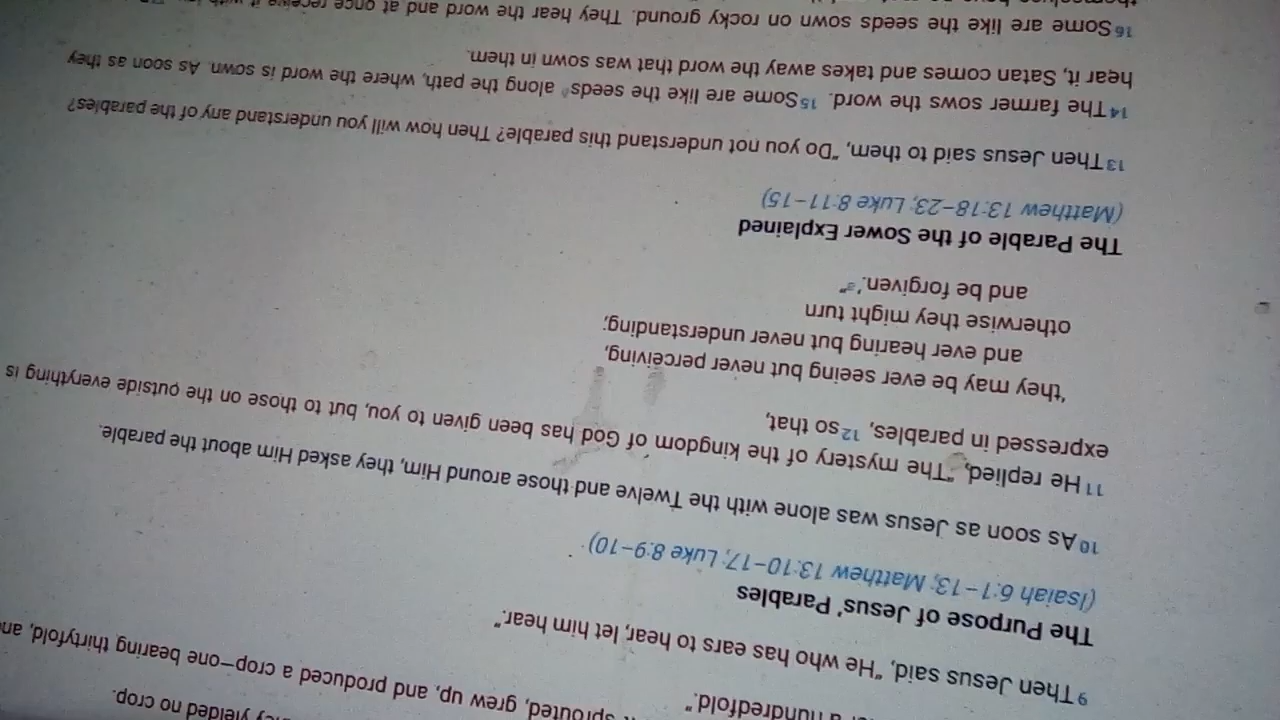 yielded no crop.
sprouted, grew up, and produced a crop—one bearing thirtyfold,
hundredfold."
9 Then Jesus said, "He who has ears to hear, let him hear."
The Purpose of Jesus' Parables
(Isaiah 6:1–13; Matthew 13:10–17; Luke 8:9–10)
10 As soon as Jesus was alone with the Twelve and those around Him, they asked Him about the parable.
11 He replied, "The mystery of the kingdom of God has been given to you, but to those on the outside everything is
expressed in parables, 12 so that,
'they may be ever seeing but never perceiving,
and ever hearing but never understanding;
otherwise they might turn
and be forgiven.' a"
The Parable of the Sower Explained
(Matthew 13:18–23; Luke 8:11–15)
13 Then Jesus said to them, "Do you not understand this parable? Then how will you understand any of the parables?
14 The farmer sows the word. 15 Some are like the seeds along the path, where the word is sown. As soon as they
hear it, Satan comes and takes away the word that was sown in them.
16 Some are like the seeds sown on rocky ground. They hear the word and at once receive it with